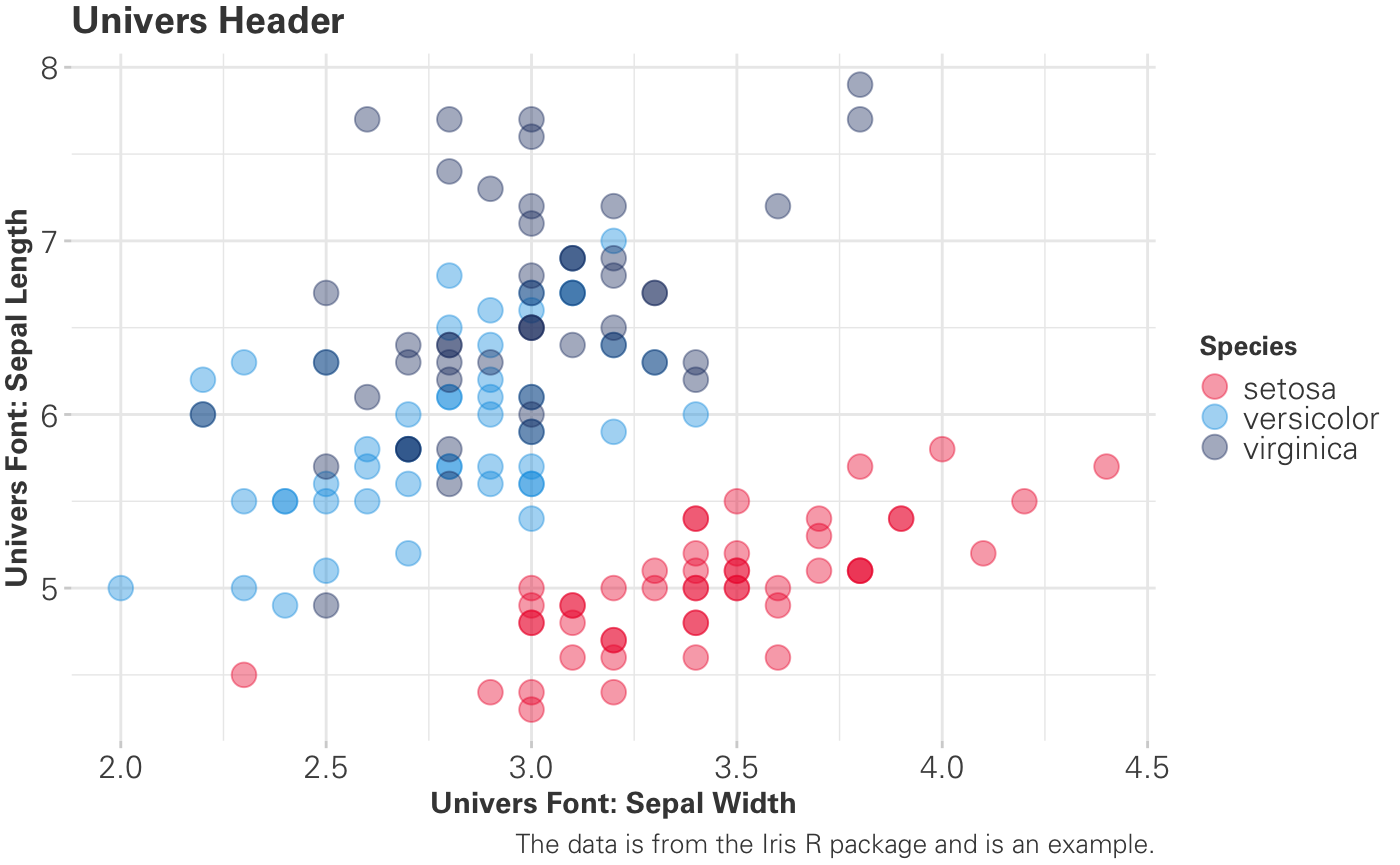 Univers Header
Univers Font: Sepal Length
8
7
6
5
2.0 2.5 3.0 3.5 4.0 4.5
Univers Font: Sepal Width
Species
setosa
versicolor
virginica
The data is from the Iris R package and is an example.